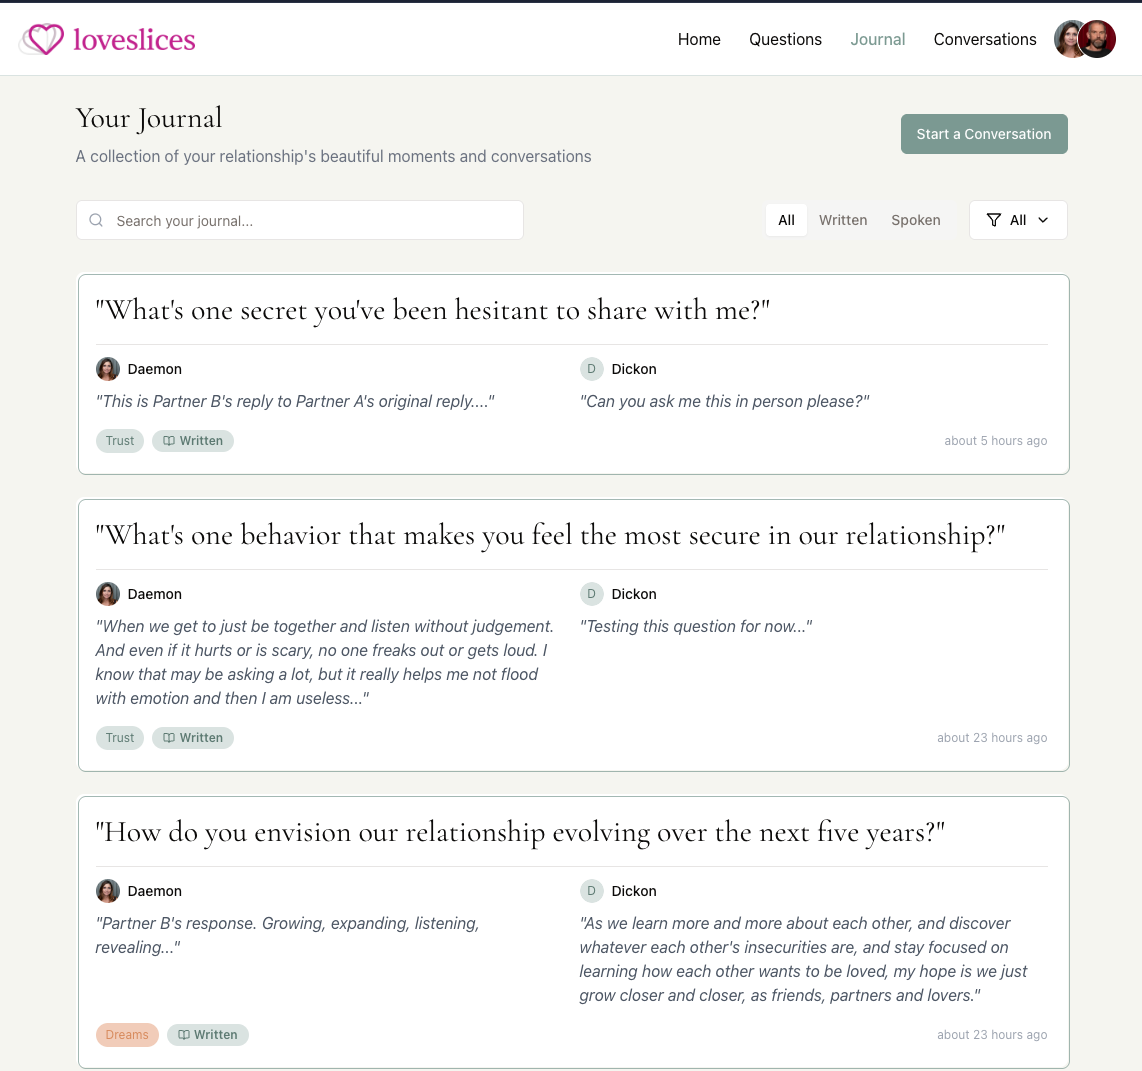 loveslices
Home Questions Journal Conversations
Your Journal
A collection of your relationship's beautiful moments and conversations
Start a Conversation
Search your journal...
All Written Spoken All
"What's one secret you've been hesitant to share with me?"
Daemon
"This is Partner B's reply to Partner A's original reply...."
D Dickon
"Can you ask me this in person please?"
Trust Written about 5 hours ago
"What's one behavior that makes you feel the most secure in our relationship?"
Daemon
"When we get to just be together and listen without judgement.
And even if it hurts or is scary, no one freaks out or gets loud. I
know that may be asking a lot, but it really helps me not flood
with emotion and then I am useless..."
D Dickon
"Testing this question for now..."
Trust Written about 23 hours ago
"How do you envision our relationship evolving over the next five years?"
Daemon
"Partner B's response. Growing, expanding, listening,
revealing..."
D Dickon
"As we learn more and more about each other, and discover
whatever each other's insecurities are, and stay focused on
learning how each other wants to be loved, my hope is we just
grow closer and closer, as friends, partners and lovers."
Dreams Written about 23 hours ago